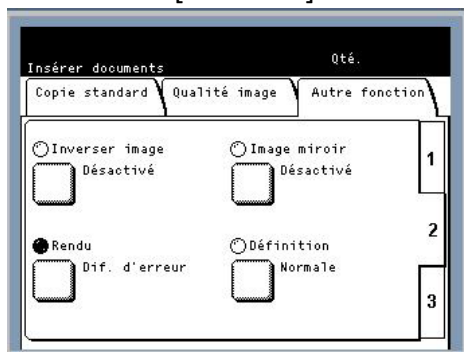 Insérer documents
Qté.
Copie standard
Qualité image
Autre fonction
Inverser image
Désactivé
Image miroir
Désactivé
1
2
Rendu
Dif. d'erreur
Définition
Normale
3